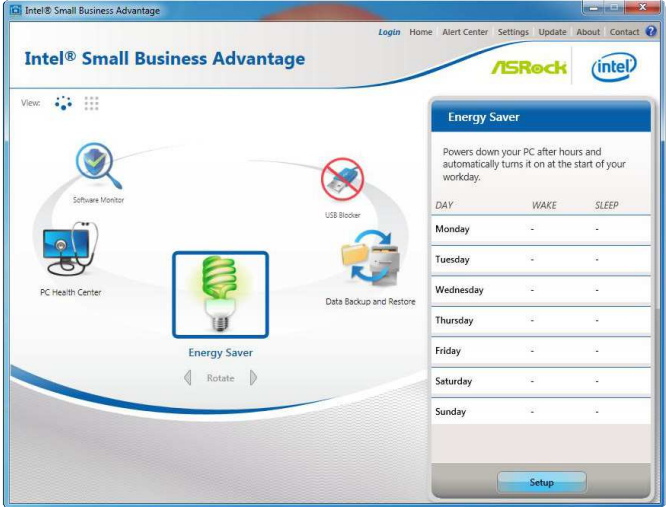 Intel® Small Business Advantage
Login Home Alert Center Settings Update About Contact ?
Intel® Small Business Advantage
ASRock
intel
View:
Software Monitor
USB Blocker
PC Health Center
Data Backup and Restore
Energy Saver
Rotate
Energy Saver
Powers down your PC after hours and
automatically turns it on at the start of your
workday.
DAY WAKE SLEEP
Monday - -
Tuesday - -
Wednesday - -
Thursday - -
Friday - -
Saturday - -
Sunday - -
Setup